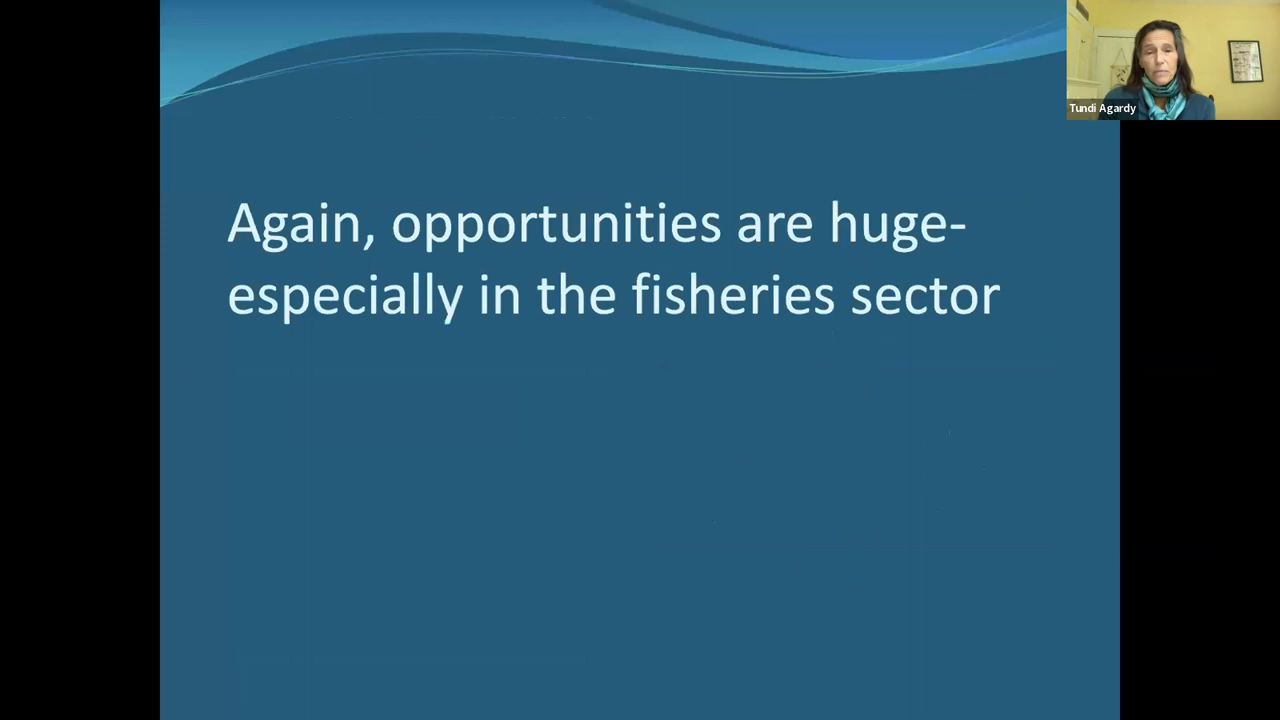 Tundi Agardy
Again, opportunities are huge-
especially in the fisheries sector